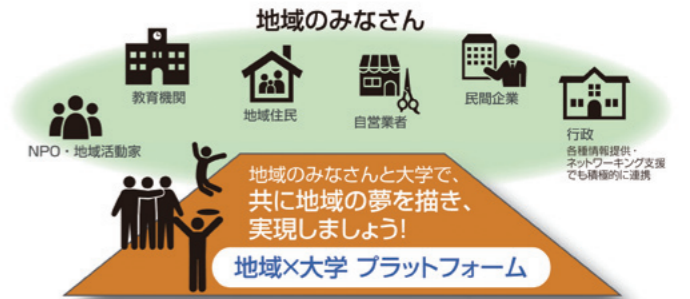 地域のみなさん
教育機関
地域住民
自営業者
民間企業
NPO・地域活動家
行政
各種情報提供・
ネットワーキング支援
でも積極的に連携
地域のみなさんと大学で、
共に地域の夢を描き、
実現しましょう!
地域×大学 プラットフォーム